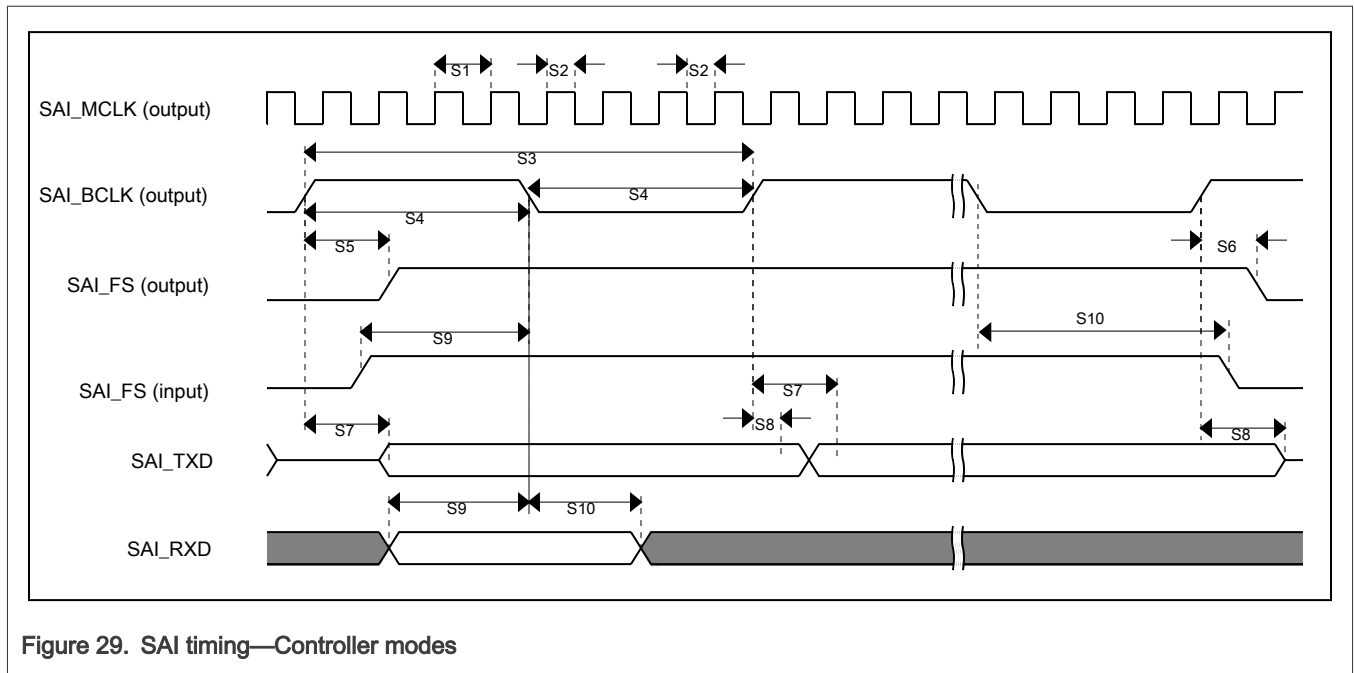 S1 S2 S2
SAI_MCLK (output)
S3
SAI_BCLK (output)
S4
S4
S5 S6
SAI_FS (output)
S10
S9
SAI_FS (input)
S7
S8
S7 S8
SAI_TXD
S9 S10
SAI_RXD
Figure 29. SAI timing—Controller modes